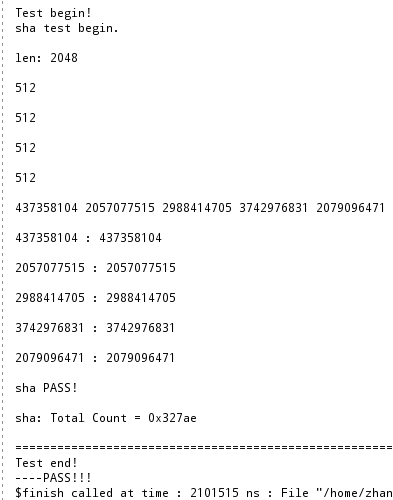 Test begin!
sha test begin.
len: 2048
512
512
512
512
437358104 2057077515 2988414705 3742976831 2079096471
437358104 : 437358104
2057077515 : 2057077515
2988414705 : 2988414705
3742976831 : 3742976831
2079096471 : 2079096471
sha PASS!
sha: Total Count = 0x327ae
======================================================
Test end!
----PASS!!!
$finish called at time : 2101515 ns : File "/home/zhan